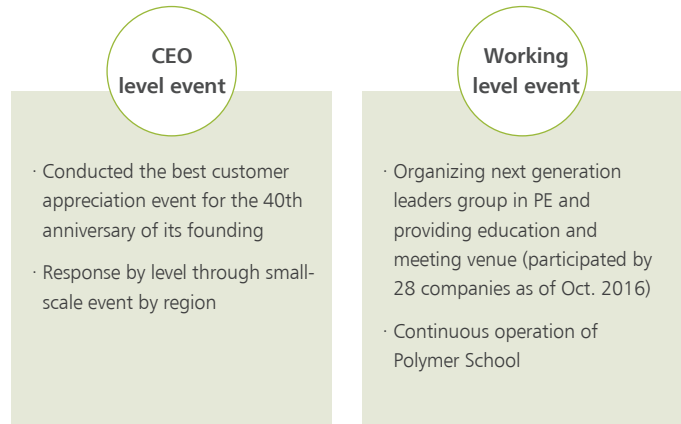 CEO
level event
· Conducted the best customer
appreciation event for the 40th
anniversary of its founding
· Response by level through small-
scale event by region
Working
level event
· Organizing next generation
leaders group in PE and
providing education and
meeting venue (participated by
28 companies as of Oct. 2016)
· Continuous operation of
Polymer School